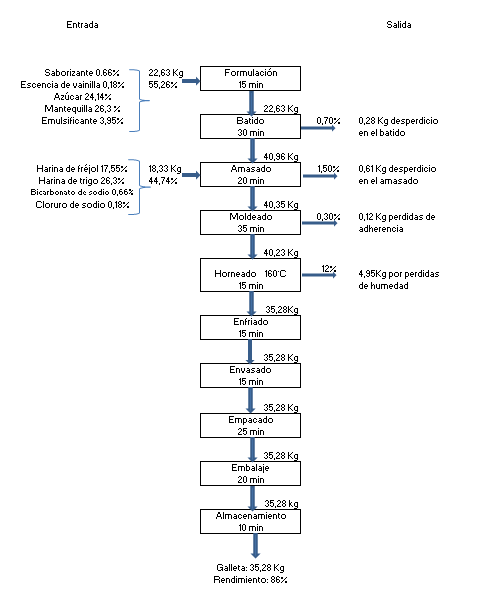 Entrada
Salida
Saborizante 0.66%
Escencia de vainilla 0,18%
Azúcar 24,14%
Mantequilla 26,3 %
Emulsificante 3,95%
22,63 Kg
55,26%
Formulación
15 min
22,63 Kg
Batido
30 min
0,70%
0,28 Kg desperdicio
en el batido
40,96 Kg
Harina de fréjol 17,55%
Harina de trigo 26,3%
Bicarbonato de sodio 0,66%
Cloruro de sodio 0,18%
18,33 Kg
44,74%
Amasado
20 min
1,50%
0,61 Kg desperdicio
en el amasado
40,35 Kg
Moldeado
35 min
0,30%
0,12 Kg perdidas de
adherencia
40,23 Kg
Horneado 160°C
15 min
12%
4,95Kg por perdidas
de humedad
35,28Kg
Enfriado
15 min
35,28 Kg
Envasado
15 min
35,28 Kg
Empacado
25 min
35,28 Kg
Embalaje
20 min
35,28 kg
Almacenamiento
10 min
Galleta: 35,28 Kg
Rendimiento: 86%